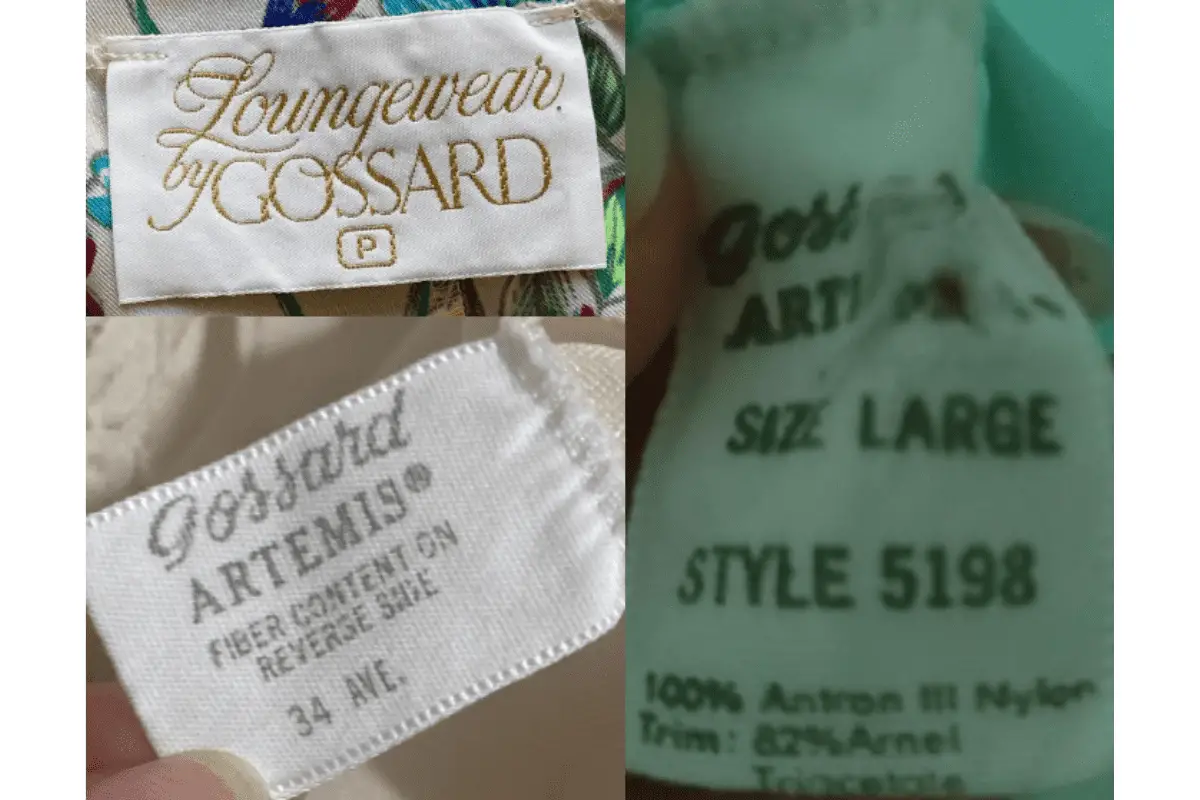 Loungewear
by GOSSARD
P
gossard
ARTEMIS®
FIBER CONTENT ON
REVERSE SIDE
34 AVE.
SIZE LARGE
STYLE 5198
100% Antron III Nylon
Trim: 82% Arnel
Triacetate